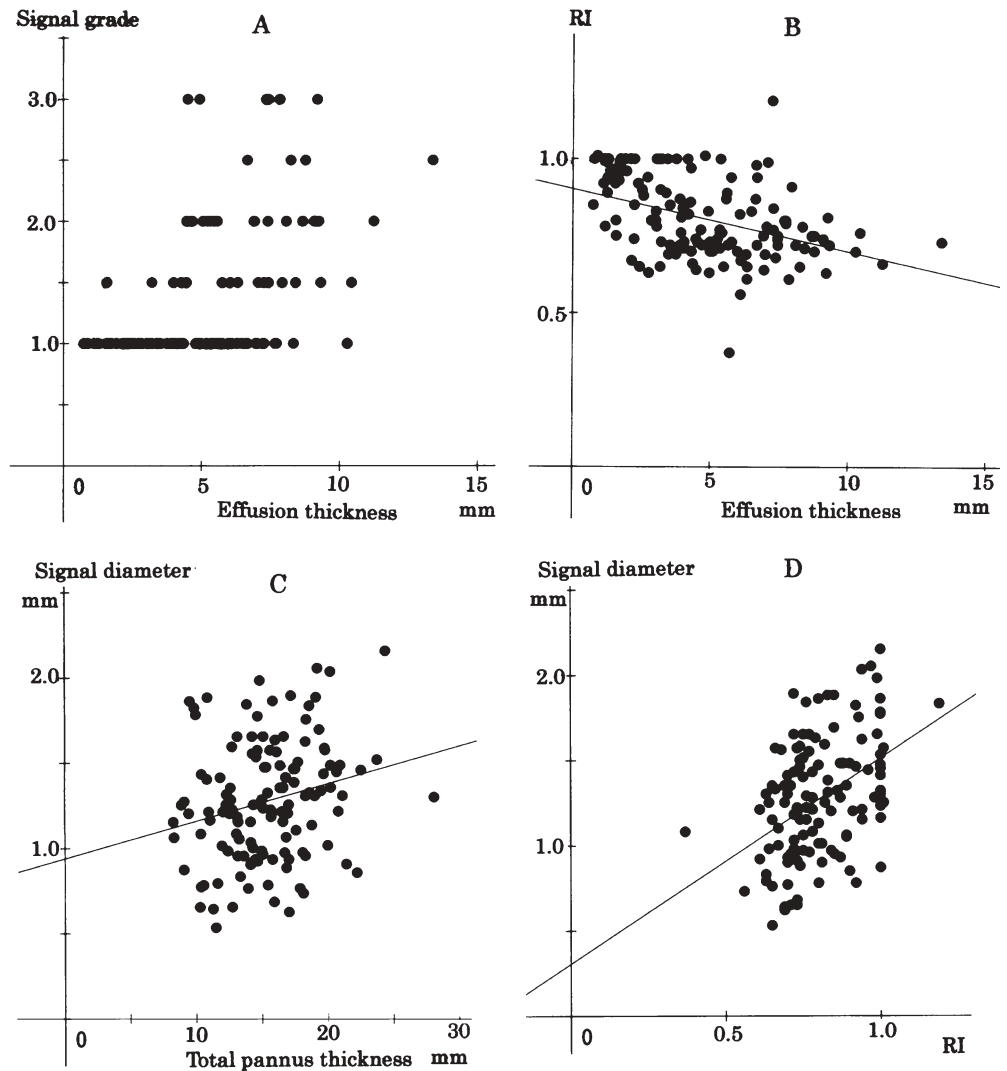 Signal grade
A
3.0
2.0
1.0
0
5
10
15
Effusion thickness
mm
RI
B
1.0
0.5
0
5
10
15
Effusion thickness
mm
Signal diameter
C
mm
2.0
1.0
0
10
20
30
Total pannus thickness
mm
Signal diameter
D
mm
2.0
1.0
0
0.5
1.0
RI